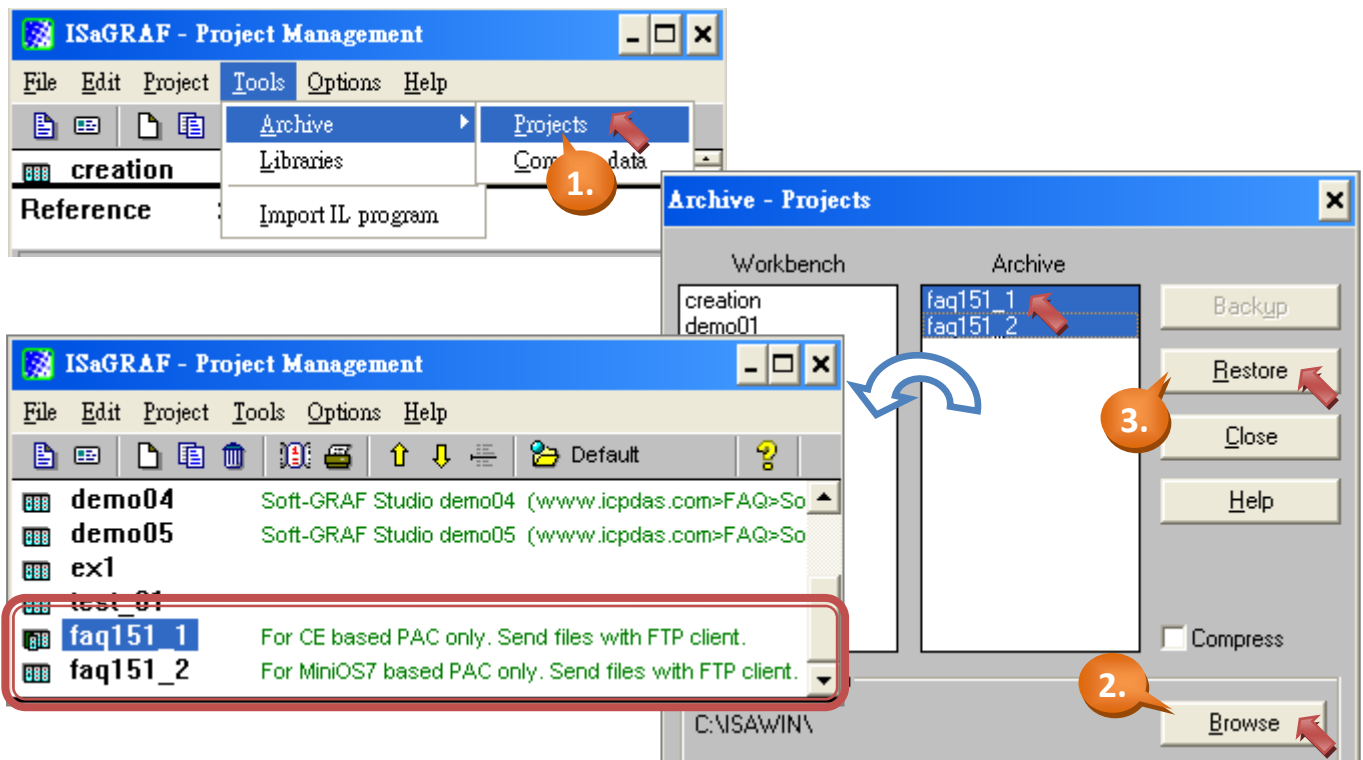 ISaGRAF - Project Management
File Edit Project Tools Options Help
Archive
Projects
creation
Libraries
data
1.
Reference :
Import IL program
Archive - Projects
Workbench
Archive
creation
demo01
faq151_1
faq151_2
Backup
Restore
3.
Close
Help
Compress
2.
C:\ISAWIN\
Browse
ISaGRAF - Project Management
File Edit Project Tools Options Help
Default
demo04 Soft-GRAF Studio demo04 (www.icpdas.com>FAQ>So
demo05 Soft-GRAF Studio demo05 (www.icpdas.com>FAQ>So
ex1
test_01
faq151_1 For CE based PAC only. Send files with FTP client.
faq151_2 For MiniOS7 based PAC only. Send files with FTP client.